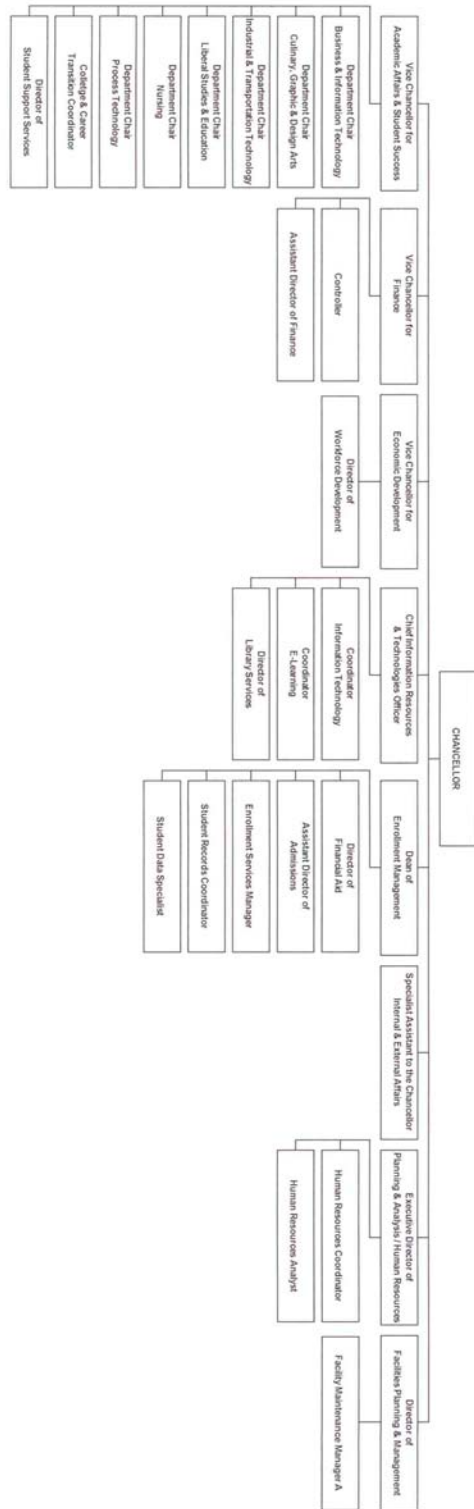 CHANCELLOR
Vice Chancellor for
Academic Affairs & Student Success
Department Chair
Business & Information Technology
Department Chair
Culinary, Graphic & Design Arts
Department Chair
Industrial & Transportation Technology
Department Chair
Liberal Studies & Education
Department Chair
Nursing
Department Chair
Process Technology
College & Career
Transition Coordinator
Director of
Student Support Services
Vice Chancellor for
Finance
Controller
Assistant Director of Finance
Vice Chancellor for
Economic Development
Director of
Workforce Development
Chief Information Resources
& Technologies Officer
Coordinator
Information Technology
Coordinator
E-Learning
Director of
Library Services
Dean of
Enrollment Management
Director of
Financial Aid
Assistant Director of
Admissions
Enrollment Services Manager
Student Records Coordinator
Student Data Specialist
Specialist Assistant to the Chancellor
Internal & External Affairs
Executive Director of
Planning & Analysis / Human Resources
Human Resources Coordinator
Human Resources Analyst
Director of
Facilities Planning & Management
Facility Maintenance Manager A